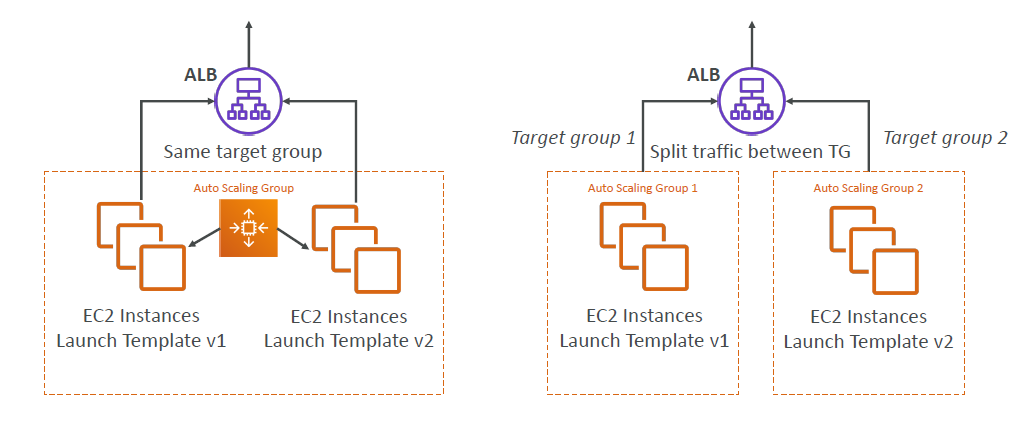 ALB
Same target group
Auto Scaling Group
EC2 Instances
Launch Template v1
EC2 Instances
Launch Template v2
ALB
Target group 1
Target group 2
Split traffic between TG
Auto Scaling Group 1
Auto Scaling Group 2
EC2 Instances
Launch Template v1
EC2 Instances
Launch Template v2